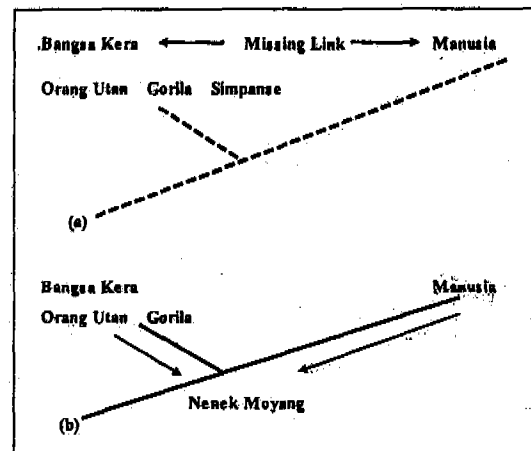 Bangsa Kera Missing Link Manusia
Orang Utan Gorila Simpanse
(a)
Bangsa Kera Manusia
Orang Utan Gorila
Nenek Moyang
(b)